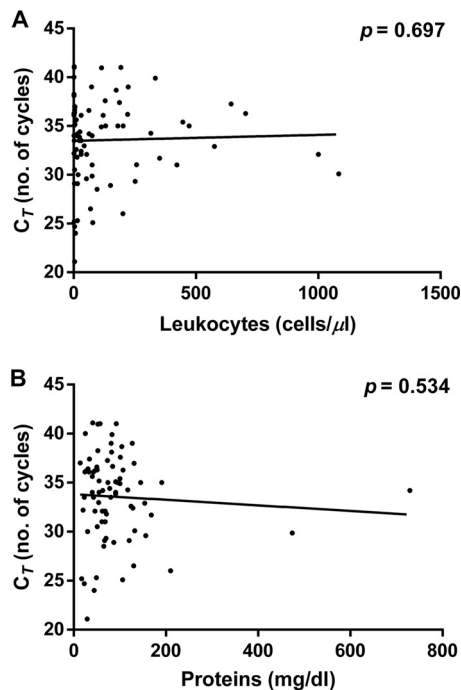 A
p = 0.697
45
40
35
30
25
20
C_T (no. of cycles)
0
500
1000
1500
Leukocytes (cells/μl)
B
p = 0.534
45
40
35
30
25
20
C_T (no. of cycles)
0
200
400
600
800
Proteins (mg/dl)